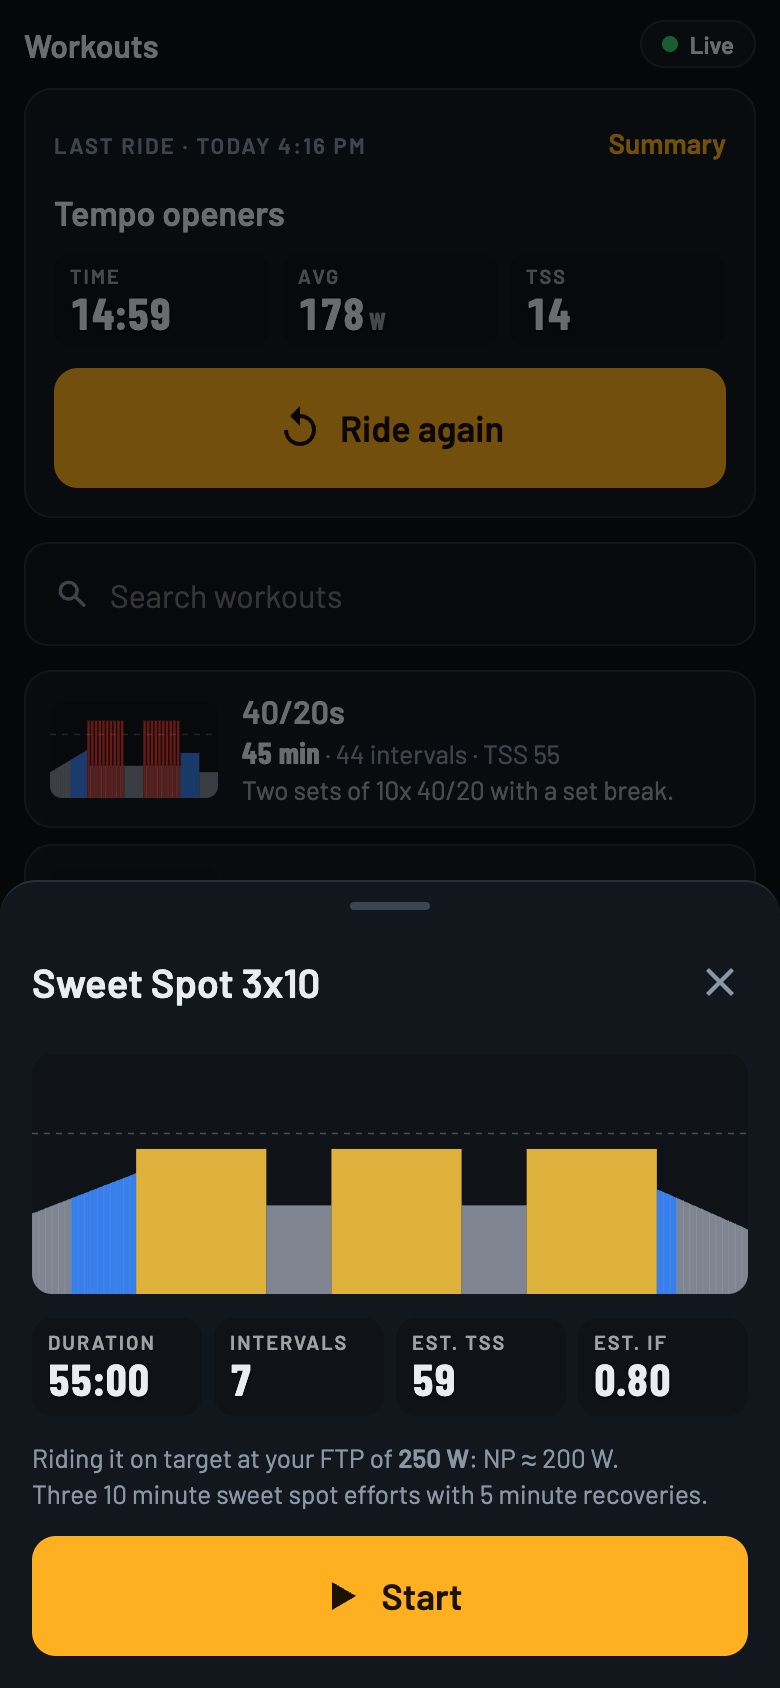 Workouts
Live
LAST RIDE · TODAY 4:16 PM
Summary
Tempo openers
TIME
14:59
AVG
178 W
TSS
14
Ride again
Search workouts
40/20s
45 min · 44 intervals · TSS 55
Two sets of 10x 40/20 with a set break.
Sweet Spot 3x10
DURATION
55:00
INTERVALS
7
EST. TSS
59
EST. IF
0.80
Riding it on target at your FTP of 250 W: NP ≈ 200 W.
Three 10 minute sweet spot efforts with 5 minute recoveries.
Start